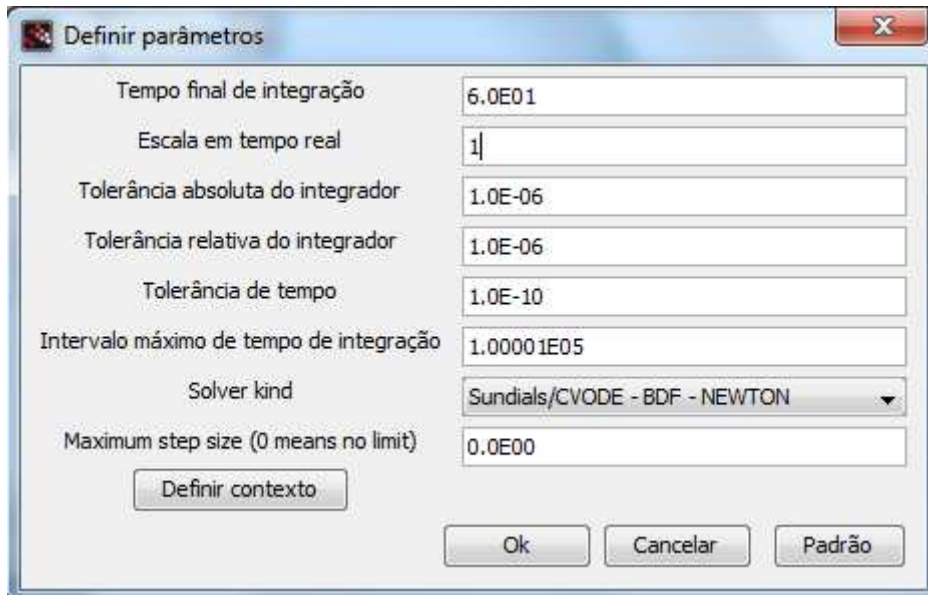 Definir parâmetros
Tempo final de integração 6.0E01
Escala em tempo real 1
Tolerância absoluta do integrador 1.0E-06
Tolerância relativa do integrador 1.0E-06
Tolerância de tempo 1.0E-10
Intervalo máximo de tempo de integração 1.00001E05
Solver kind Sundials/CVODE - BDF - NEWTON
Maximum step size (0 means no limit) 0.0E00
Definir contexto
Ok Cancelar Padrão